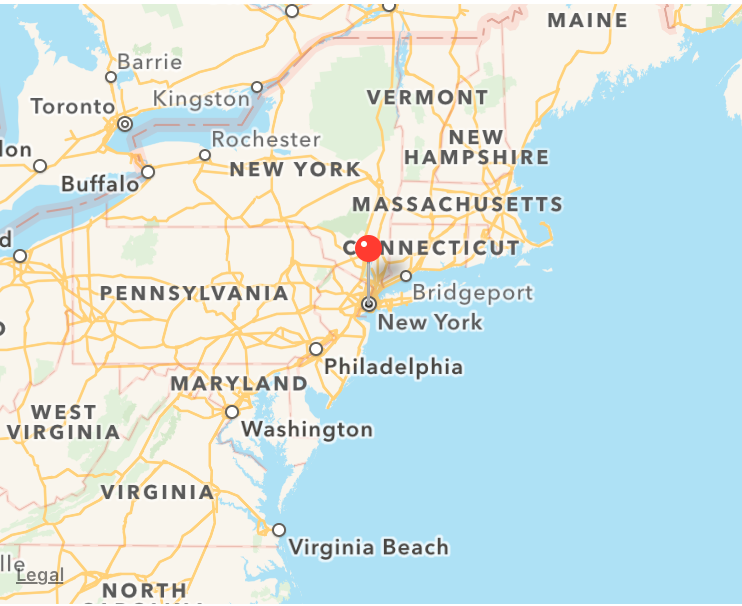 MAINE
Barrie
Kingston
VERMONT
Toronto
NEW
HAMPSHIRE
Rochester
lon
NEW YORK
Buffalo
MASSACHUSETTS
d
CONNECTICUT
PENNSYLVANIA
Bridgeport
New York
Philadelphia
MARYLAND
WEST
VIRGINIA
Washington
VIRGINIA
Virginia Beach
lle
Legal
NORTH
CAROLINA